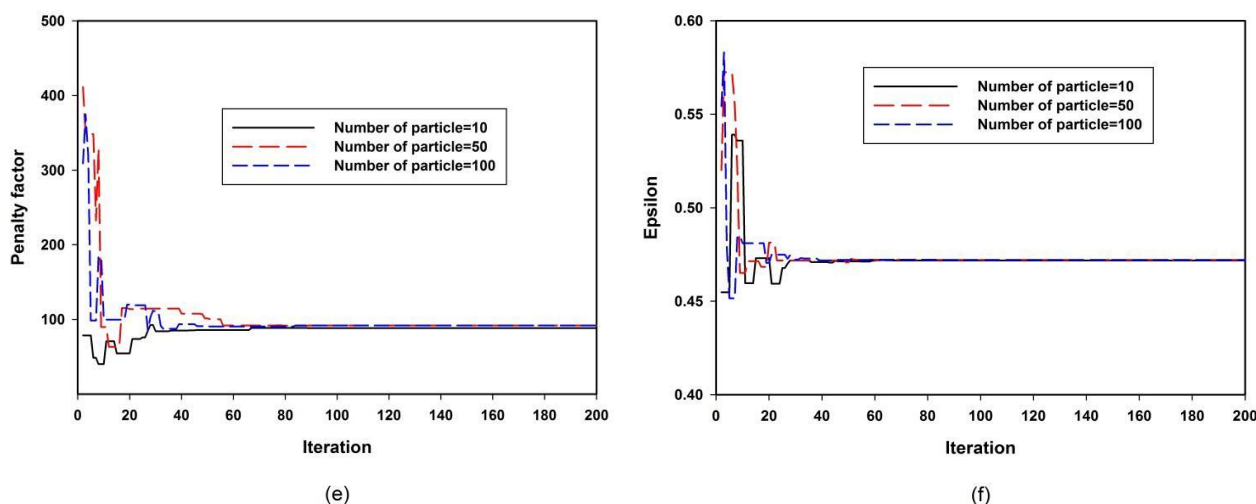 500
400
300
200
100
0
20
40
60
80
100
120
140
160
180
200
Penalty factor
Iteration
Number of particle=10
Number of particle=50
Number of particle=100
(e)
0.60
0.55
0.50
0.45
0.40
0
20
40
60
80
100
120
140
160
180
200
Epsilon
Iteration
Number of particle=10
Number of particle=50
Number of particle=100
(f)